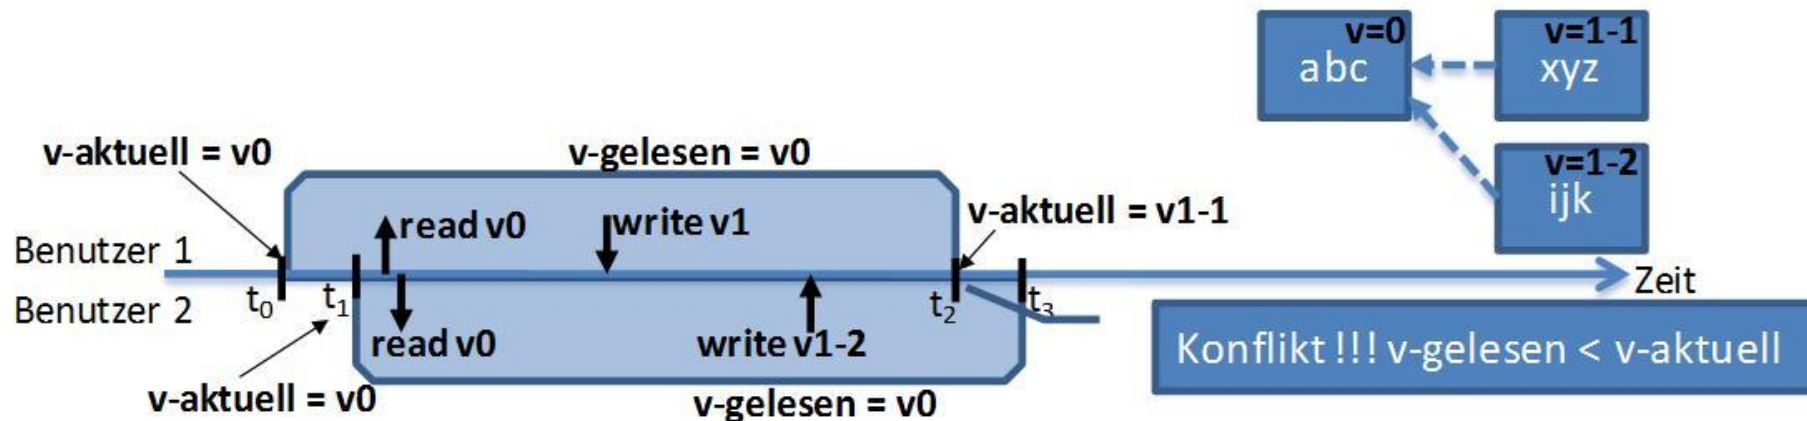 v=0
abc
v=1-1
xyz
v=1-2
ijk
v-aktuell = v0
v-gelesen = v0
v-aktuell = v1-1
read v0
write v1
Benutzer 1
Zeit
Benutzer 2
t0
t1
t2
t3
read v0
write v1-2
Konflikt !!! v-gelesen < v-aktuell
v-aktuell = v0
v-gelesen = v0